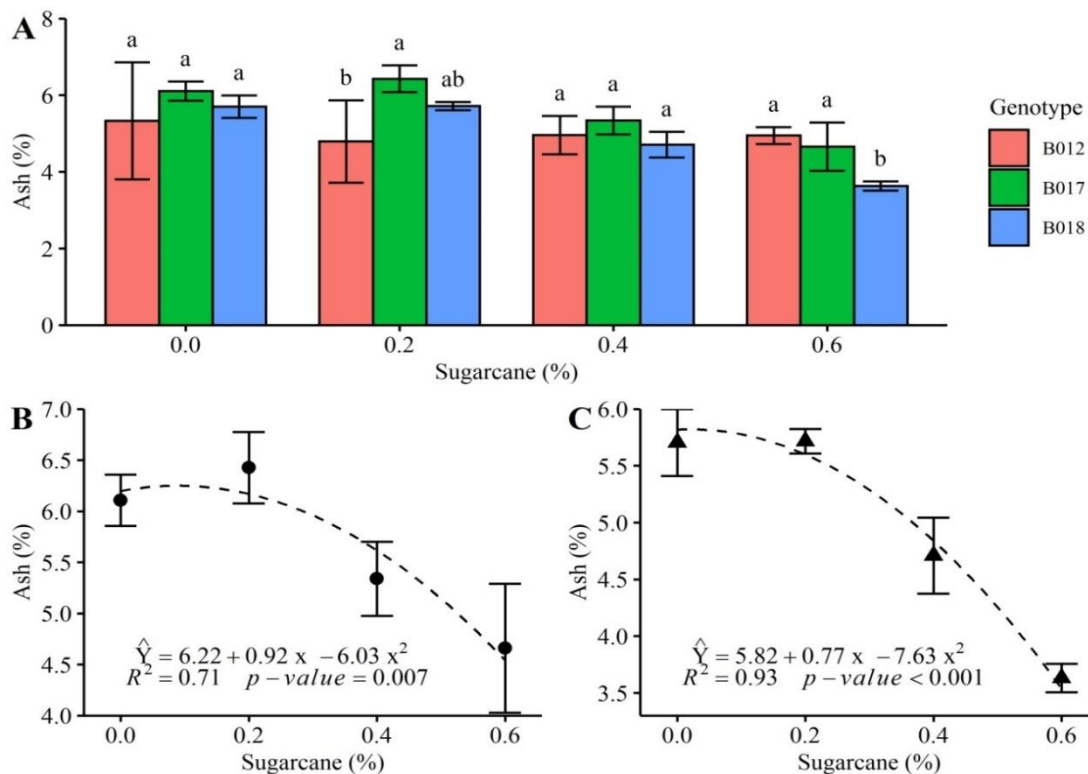 A
8
6
4
2
0
Ash (%)
a
a
a
b
a
ab
a
a
a
a
a
b
0.0
0.2
0.4
0.6
Sugarcane (%)
Genotype
B012
B017
B018
B
7.0
6.5
6.0
5.5
5.0
4.5
4.0
Ash (%)
Ŷ = 6.22 + 0.92 x − 6.03 x²
R² = 0.71 p − value = 0.007
0.0
0.2
0.4
0.6
Sugarcane (%)
C
6.0
5.5
5.0
4.5
4.0
3.5
Ash (%)
Ŷ = 5.82 + 0.77 x − 7.63 x²
R² = 0.93 p − value < 0.001
0.0
0.2
0.4
0.6
Sugarcane (%)